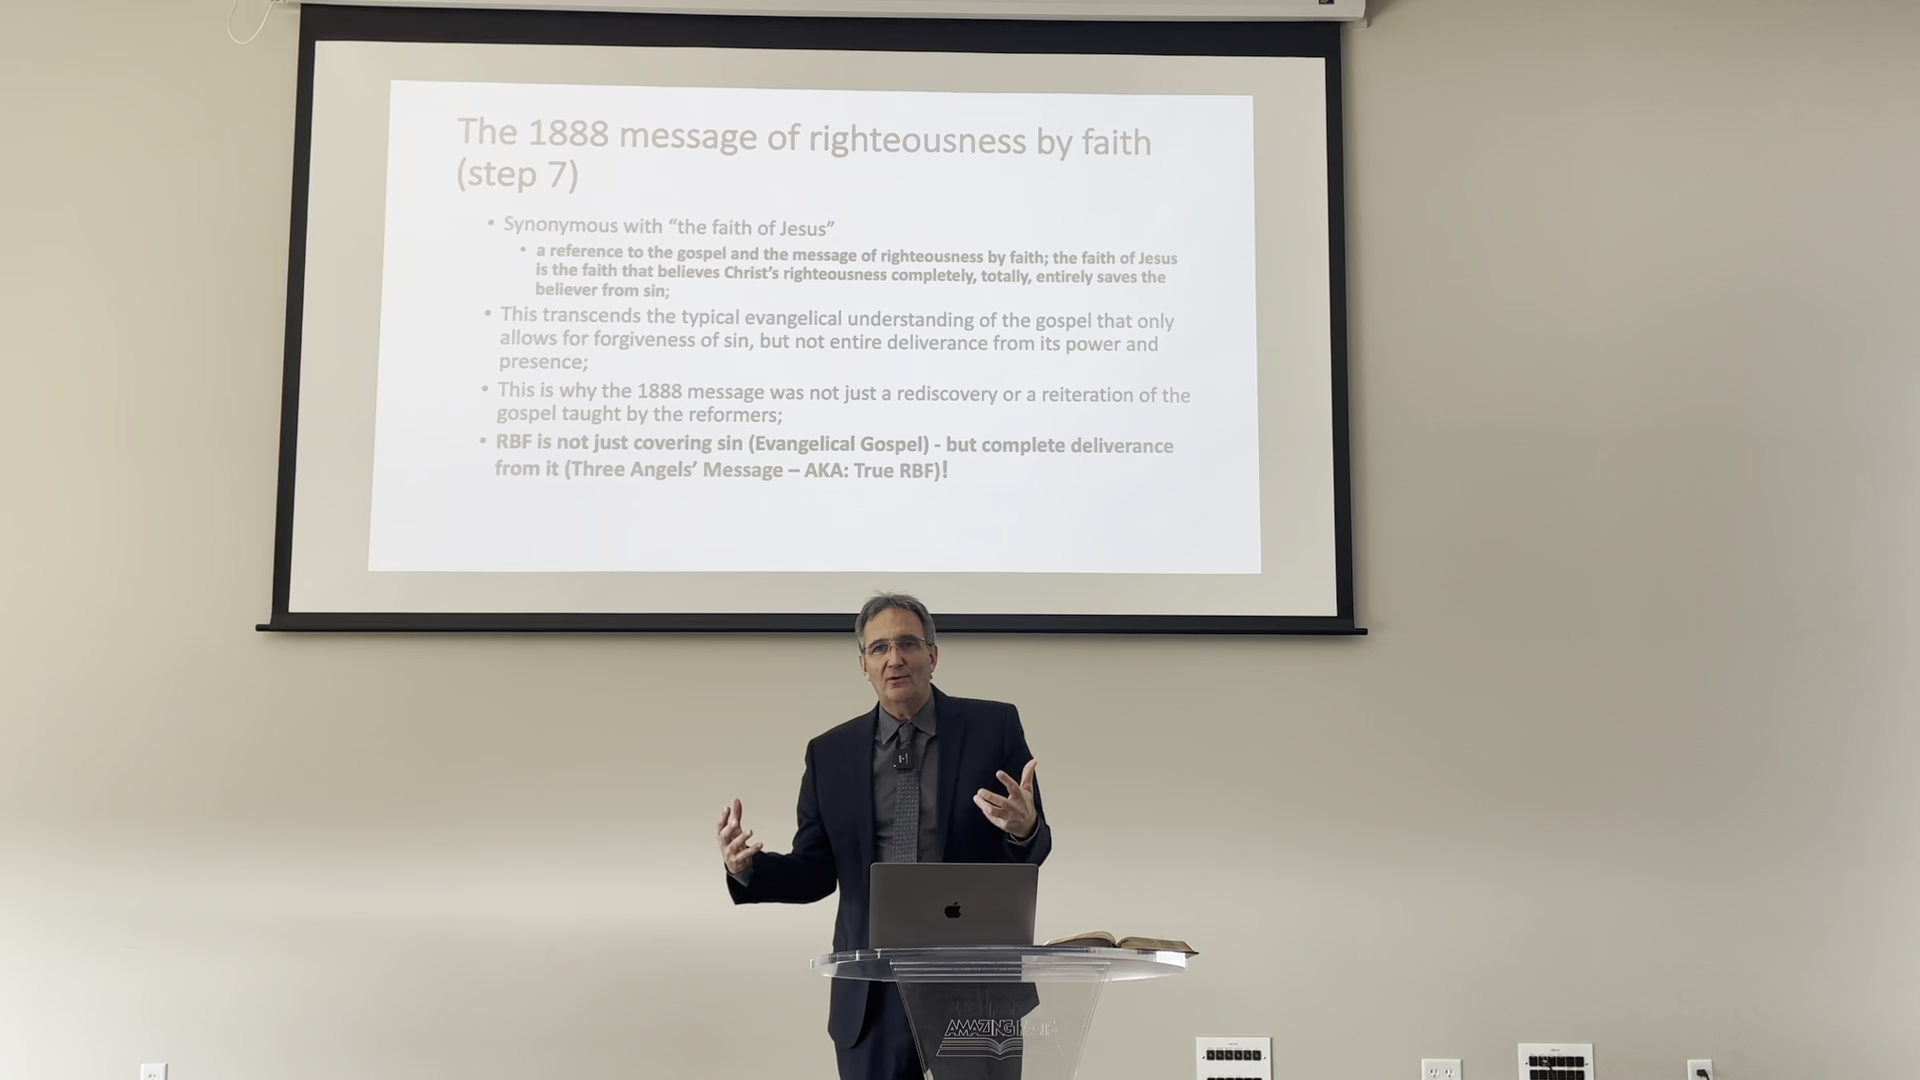 The 1888 message of righteousness by faith
(step 7)
• Synonymous with “the faith of Jesus”
• a reference to the gospel and the message of righteousness by faith; the faith of Jesus
is the faith that believes Christ’s righteousness completely, totally, entirely saves the
believer from sin;
• This transcends the typical evangelical understanding of the gospel that only
allows for forgiveness of sin, but not entire deliverance from its power and
presence;
• This is why the 1888 message was not just a rediscovery or a reiteration of the
gospel taught by the reformers;
• RBF is not just covering sin (Evangelical Gospel) - but complete deliverance
from it (Three Angels’ Message – AKA: True RBF)!
AMAZING